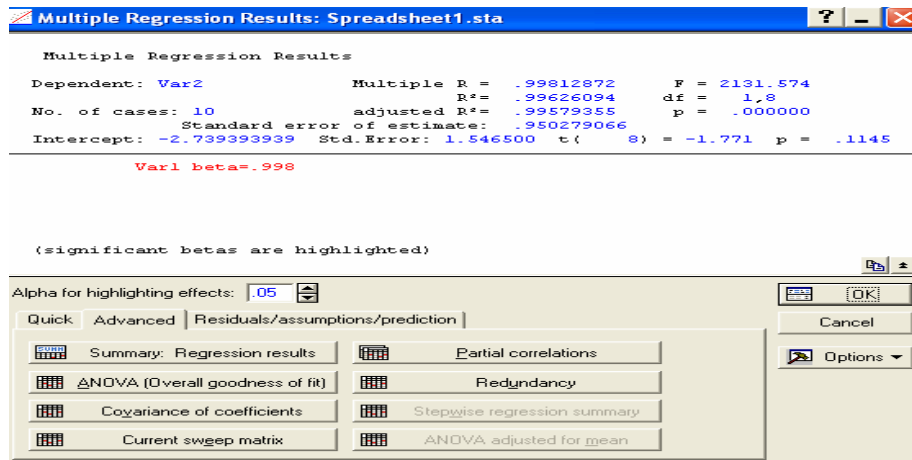 Multiple Regression Results: Spreadsheet1.sta
Multiple Regression Results
Dependent: Var2 Multiple R = .99812872 F = 2131.574
R²= .99626094 df = 1,8
No. of cases: 10 adjusted R²= .99579355 p = .000000
Standard error of estimate: .950279066
Intercept: -2.739393939 Std.Error: 1.546500 t( 8) = -1.771 p = .1145
Var1 beta=.998
(significant betas are highlighted)
Alpha for highlighting effects: .05
OK
Quick Advanced Residuals/assumptions/prediction
Cancel
Summary: Regression results Partial correlations
Options
ANOVA (Overall goodness of fit) Redundancy
Covariance of coefficients Stepwise regression summary
Current sweep matrix ANOVA adjusted for mean